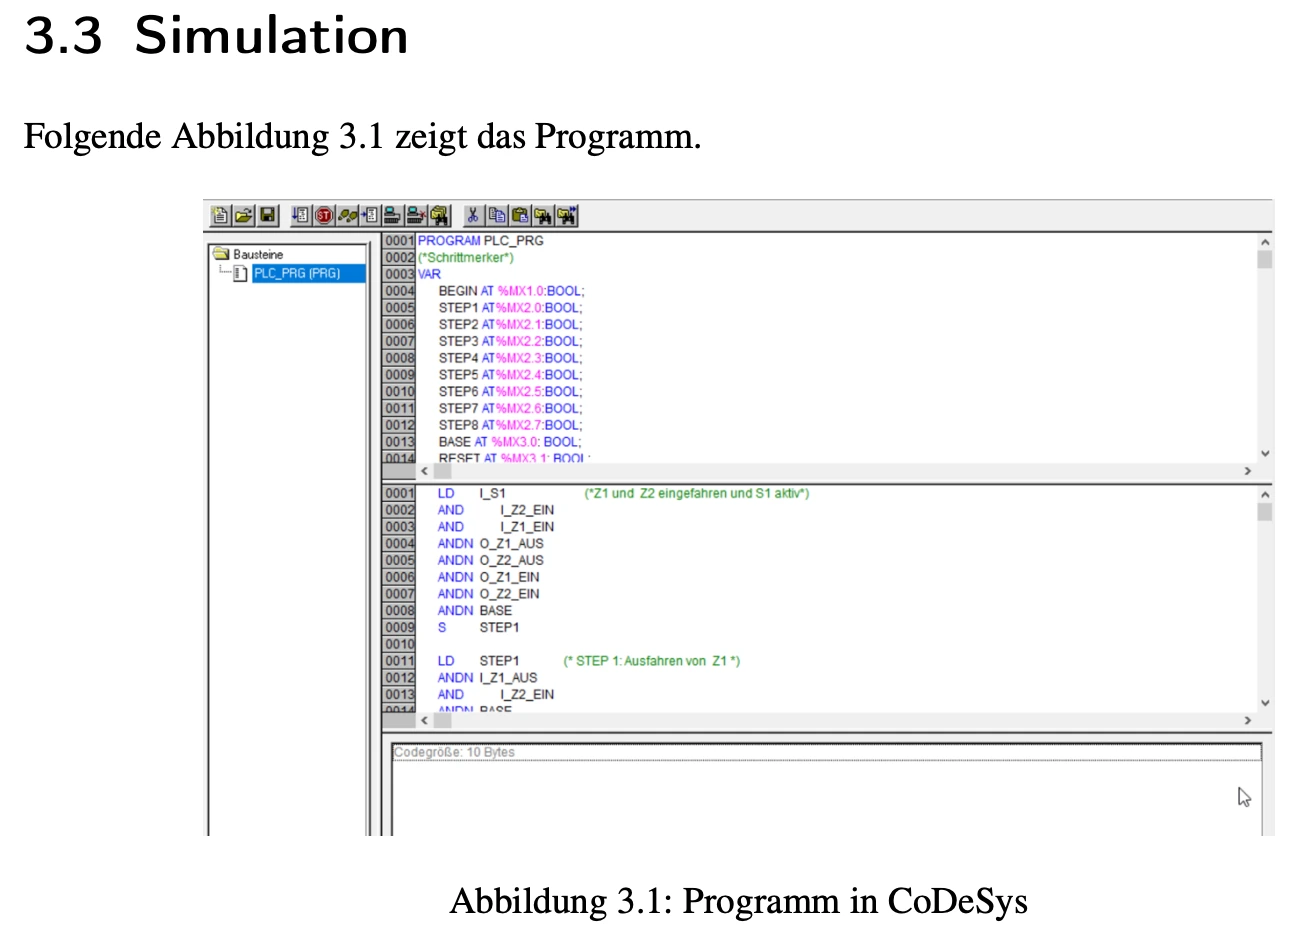 3.3 Simulation
Folgende Abbildung 3.1 zeigt das Programm.
Bausteine
PLC_PRG (PRG)
0001 PROGRAM PLC_PRG
0002 (*Schrittmerker*)
0003 VAR
0004 BEGIN AT %MX1.0:BOOL;
0005 STEP1 AT%MX2.0:BOOL;
0006 STEP2 AT%MX2.1:BOOL;
0007 STEP3 AT%MX2.2:BOOL;
0008 STEP4 AT%MX2.3:BOOL;
0009 STEP5 AT%MX2.4:BOOL;
0010 STEP6 AT%MX2.5:BOOL;
0011 STEP7 AT%MX2.6:BOOL;
0012 STEP8 AT%MX2.7:BOOL;
0013 BASE AT %MX3.0: BOOL;
0014 RESET AT %MX3.1: BOOL;
0001 LD I_S1 (*Z1 und Z2 eingefahren und S1 aktiv*)
0002 AND I_Z2_EIN
0003 AND I_Z1_EIN
0004 ANDN O_Z1_AUS
0005 ANDN O_Z2_AUS
0006 ANDN O_Z1_EIN
0007 ANDN O_Z2_EIN
0008 ANDN BASE
0009 S STEP1
0010
0011 LD STEP1 (* STEP 1: Ausfahren von Z1 *)
0012 ANDN I_Z1_AUS
0013 AND I_Z2_EIN
0014 ANDN BASE
Codegröße: 10 Bytes
Abbildung 3.1: Programm in CoDeSys